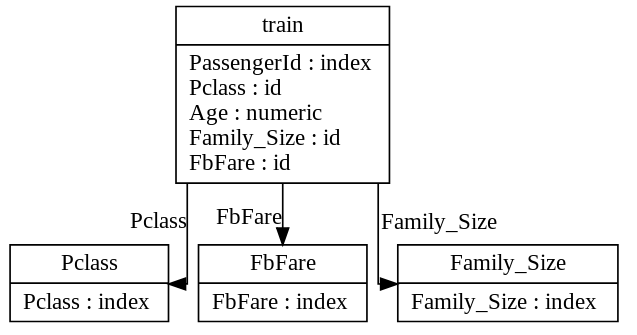 train
PassengerId : index
Pclass : id
Age : numeric
Family_Size : id
FbFare : id
Pclass
FbFare
Family_Size
Pclass
Pclass : index
FbFare
FbFare : index
Family_Size
Family_Size : index